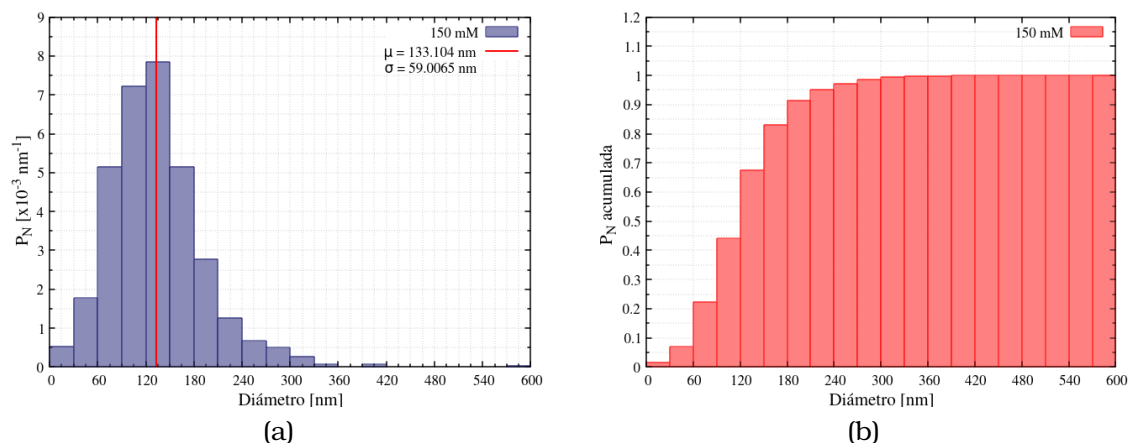 9
8
7
6
5
4
3
2
1
0
P_N [x10^-3 nm^-1]
150 mM
μ = 133.104 nm
σ = 59.0065 nm
0 60 120 180 240 300 360 420 480 540 600
Diámetro [nm]
(a)
1.2
1.1
1
0.9
0.8
0.7
0.6
0.5
0.4
0.3
0.2
0.1
0
P_N acumulada
150 mM
0 60 120 180 240 300 360 420 480 540 600
Diámetro [nm]
(b)